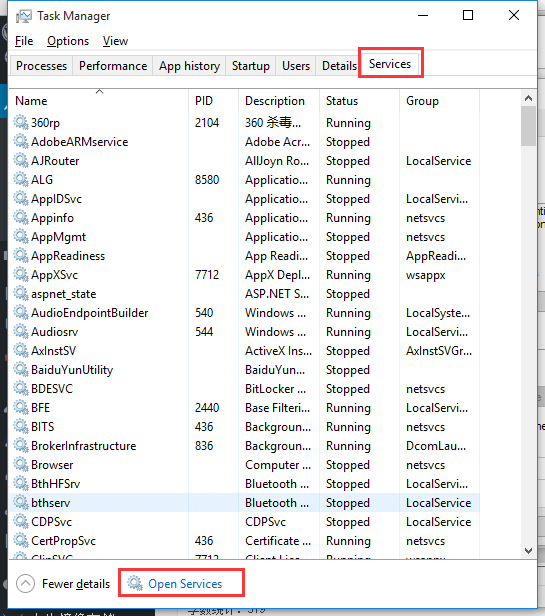 Task Manager
File Options View
Processes Performance App history Startup Users Details Services
Name PID Description Status Group
360rp 2104 360 杀毒... Running
AdobeARMservice Adobe Acr... Stopped
AJRouter AllJoyn Ro... Stopped LocalService
ALG 8580 Applicatio... Running
AppIDSvc Applicatio... Stopped LocalServi...
Appinfo 436 Applicatio... Running netsvcs
AppMgmt Applicatio... Stopped netsvcs
AppReadiness App Readi... Stopped AppReadi...
AppXSvc 7712 AppX Depl... Running wsappx
aspnet_state ASP.NET S... Stopped
AudioEndpointBuilder 540 Windows ... Running LocalSyste...
Audiosrv 544 Windows ... Running LocalServi...
AxInstSV ActiveX Ins... Stopped AxInstSVGr...
BaiduYunUtility BaiduYun... Stopped
BDESVC BitLocker ... Stopped netsvcs
BFE 2440 Base Filteri... Running LocalServi...
BITS 436 Backgroun... Running netsvcs
BrokerInfrastructure 836 Backgroun... Running DcomLau...
Browser Computer ... Stopped netsvcs
BthHFSrv Bluetooth ... Stopped LocalServi...
bthserv Bluetooth ... Stopped LocalService
CDPSvc CDPSvc Stopped LocalService
CertPropSvc 436 Certificate ... Running netsvcs
ClipSVC 7712 Client Lice... Running wsappx
Fewer details Open Services